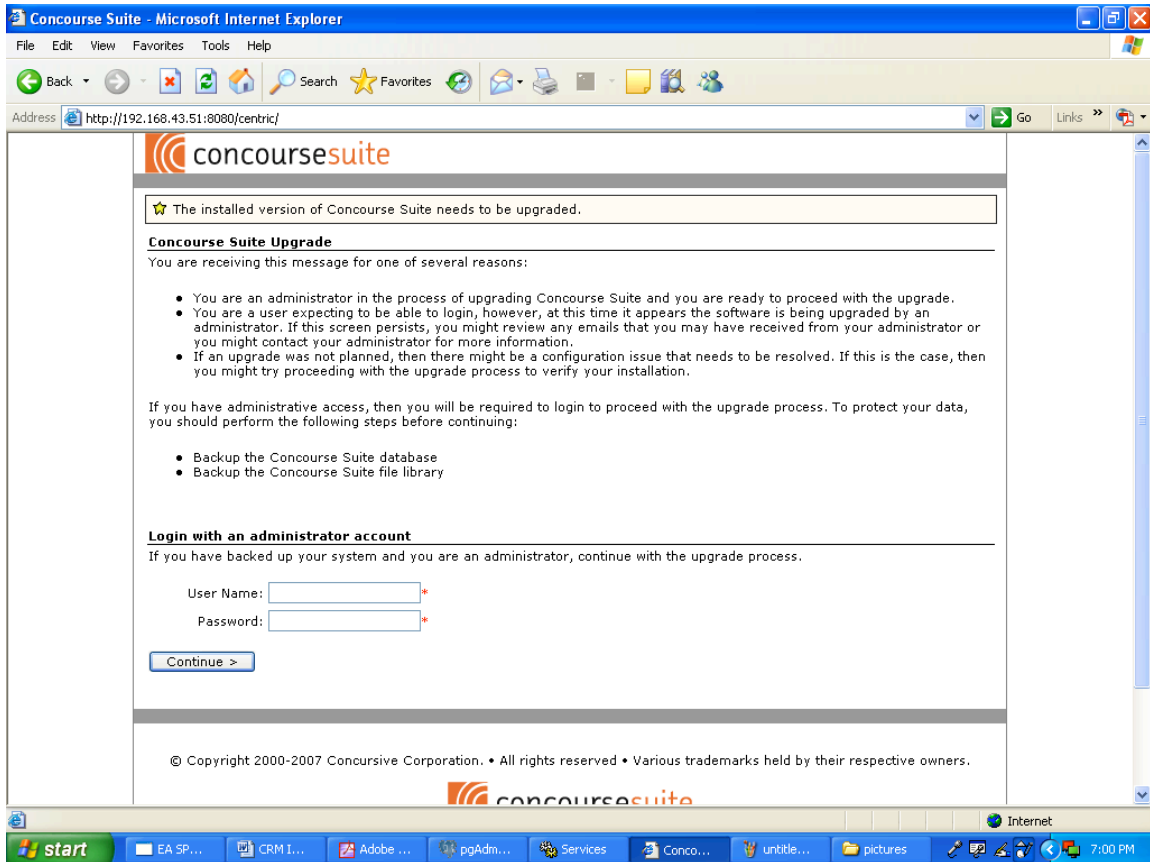 Concourse Suite - Microsoft Internet Explorer
File Edit View Favorites Tools Help
Back Search Favorites
Address http://192.168.43.51:8080/centric/ Go Links »
concoursesuite
The installed version of Concourse Suite needs to be upgraded.
Concourse Suite Upgrade
You are receiving this message for one of several reasons:
• You are an administrator in the process of upgrading Concourse Suite and you are ready to proceed with the upgrade.
• You are a user expecting to be able to login, however, at this time it appears the software is being upgraded by an
administrator. If this screen persists, you might review any emails that you may have received from your administrator or
you might contact your administrator for more information.
• If an upgrade was not planned, then there might be a configuration issue that needs to be resolved. If this is the case, then
you might try proceeding with the upgrade process to verify your installation.
If you have administrative access, then you will be required to login to proceed with the upgrade process. To protect your data,
you should perform the following steps before continuing:
• Backup the Concourse Suite database
• Backup the Concourse Suite file library
Login with an administrator account
If you have backed up your system and you are an administrator, continue with the upgrade process.
User Name: *
Password: *
Continue >
© Copyright 2000-2007 Concursive Corporation. • All rights reserved • Various trademarks held by their respective owners.
concoursesuite
Internet
start EA SP... CRM I... Adobe ... pgAdm... Services Conco... untitle... pictures 7:00 PM